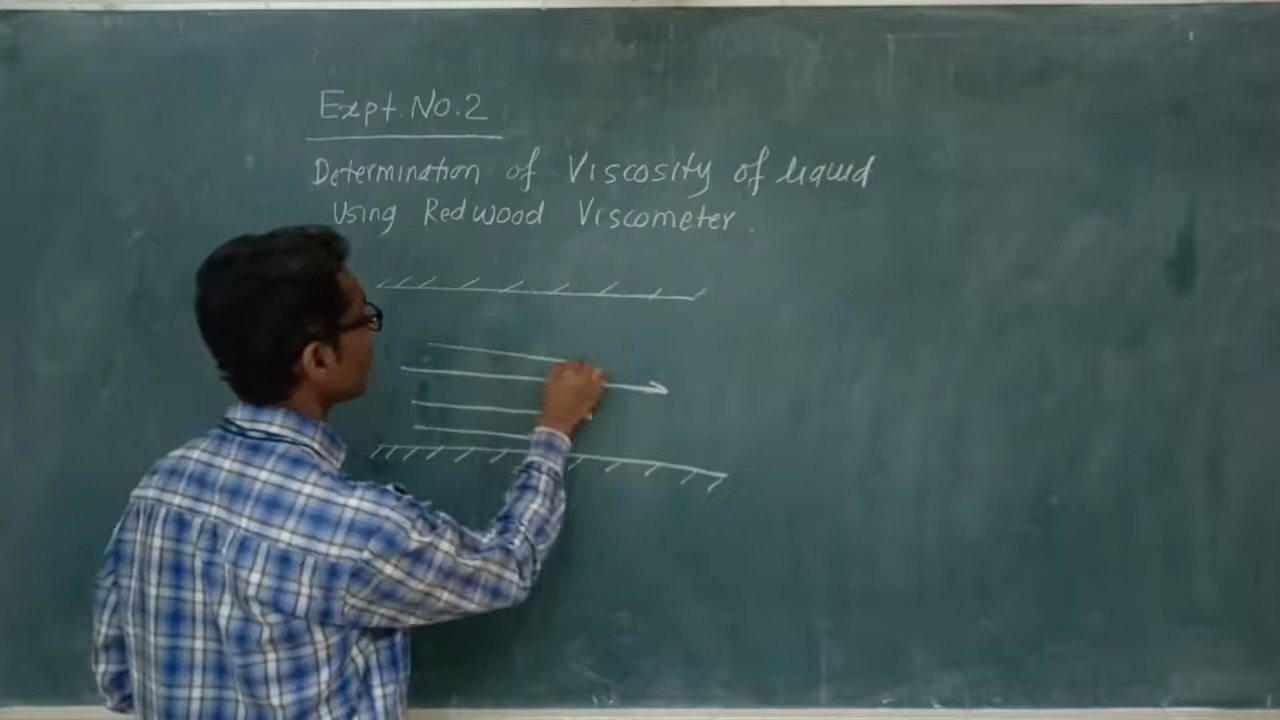 Expt. No. 2
Determination of Viscosity of liquid
Using Redwood Viscometer.